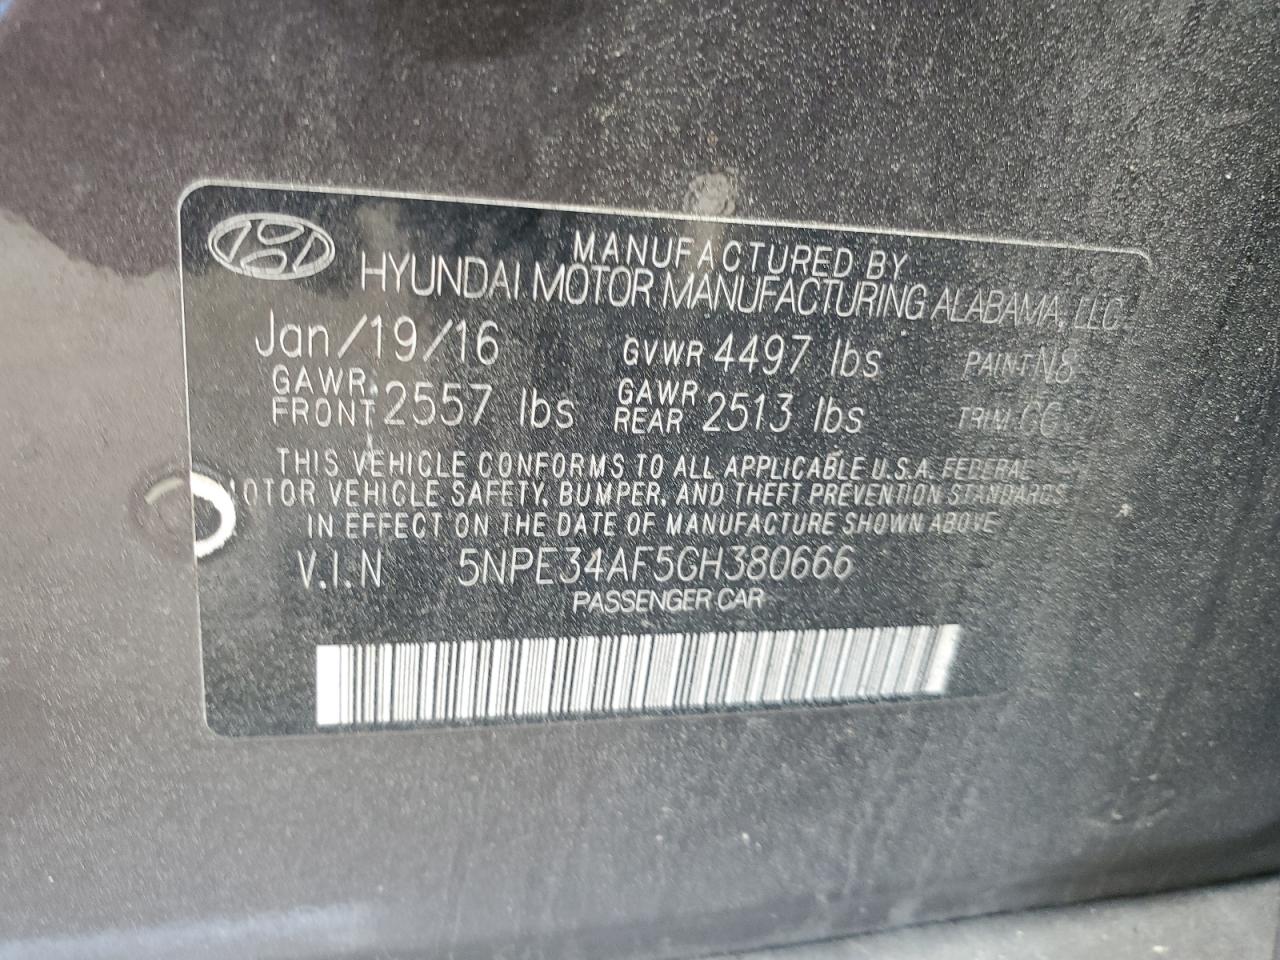 MANUFACTURED BY
HYUNDAI MOTOR MANUFACTURING ALABAMA, LLC
Jan/19/16 GVWR 4497 lbs PAINT N8
GAWR FRONT 2557 lbs GAWR REAR 2513 lbs TRIM:
THIS VEHICLE CONFORMS TO ALL APPLICABLE U.S.A. FEDERAL
MOTOR VEHICLE SAFETY, BUMPER, AND THEFT PREVENTION STANDARDS
IN EFFECT ON THE DATE OF MANUFACTURE SHOWN ABOVE
V.I.N 5NPE34AF5GH380666
PASSENGER CAR